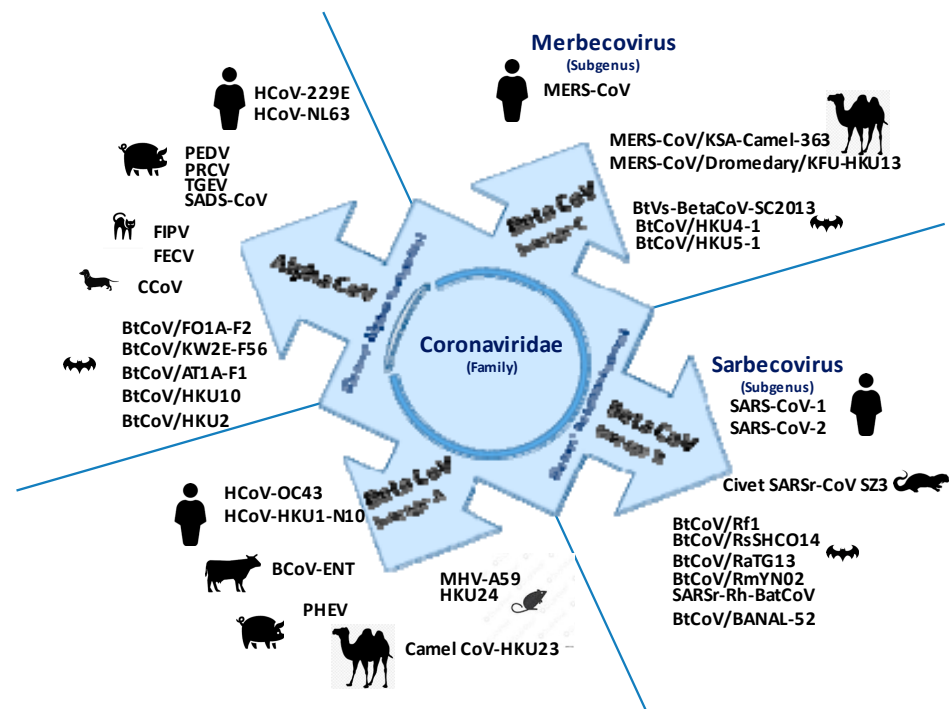 Merbecovirus
(Subgenus)
MERS-CoV
MERS-CoV/KSA-Camel-363
MERS-CoV/Dromedary/KFU-HKU13
BtVs-BetaCoV-SC2013
BtCoV/HKU4-1
BtCoV/HKU5-1
HCoV-229E
HCoV-NL63
PEDV
PRCV
TGEV
SADS-CoV
FIPV
FECV
CCoV
BtCoV/FO1A-F2
BtCoV/KW2E-F56
BtCoV/AT1A-F1
BtCoV/HKU10
BtCoV/HKU2
Alpha CoV
Beta CoV
Coronaviridae
(Family)
Sarbecovirus
(Subgenus)
SARS-CoV-1
SARS-CoV-2
Beta CoV
Civet SARSr-CoV SZ3
BtCoV/Rf1
BtCoV/RsSHCO14
BtCoV/RaTG13
BtCoV/RmYN02
SARSr-Rh-BatCoV
BtCoV/BANAL-52
Beta CoV
HCoV-OC43
HCoV-HKU1-N10
BCoV-ENT
PHEV
MHV-A59
HKU24
Camel CoV-HKU23